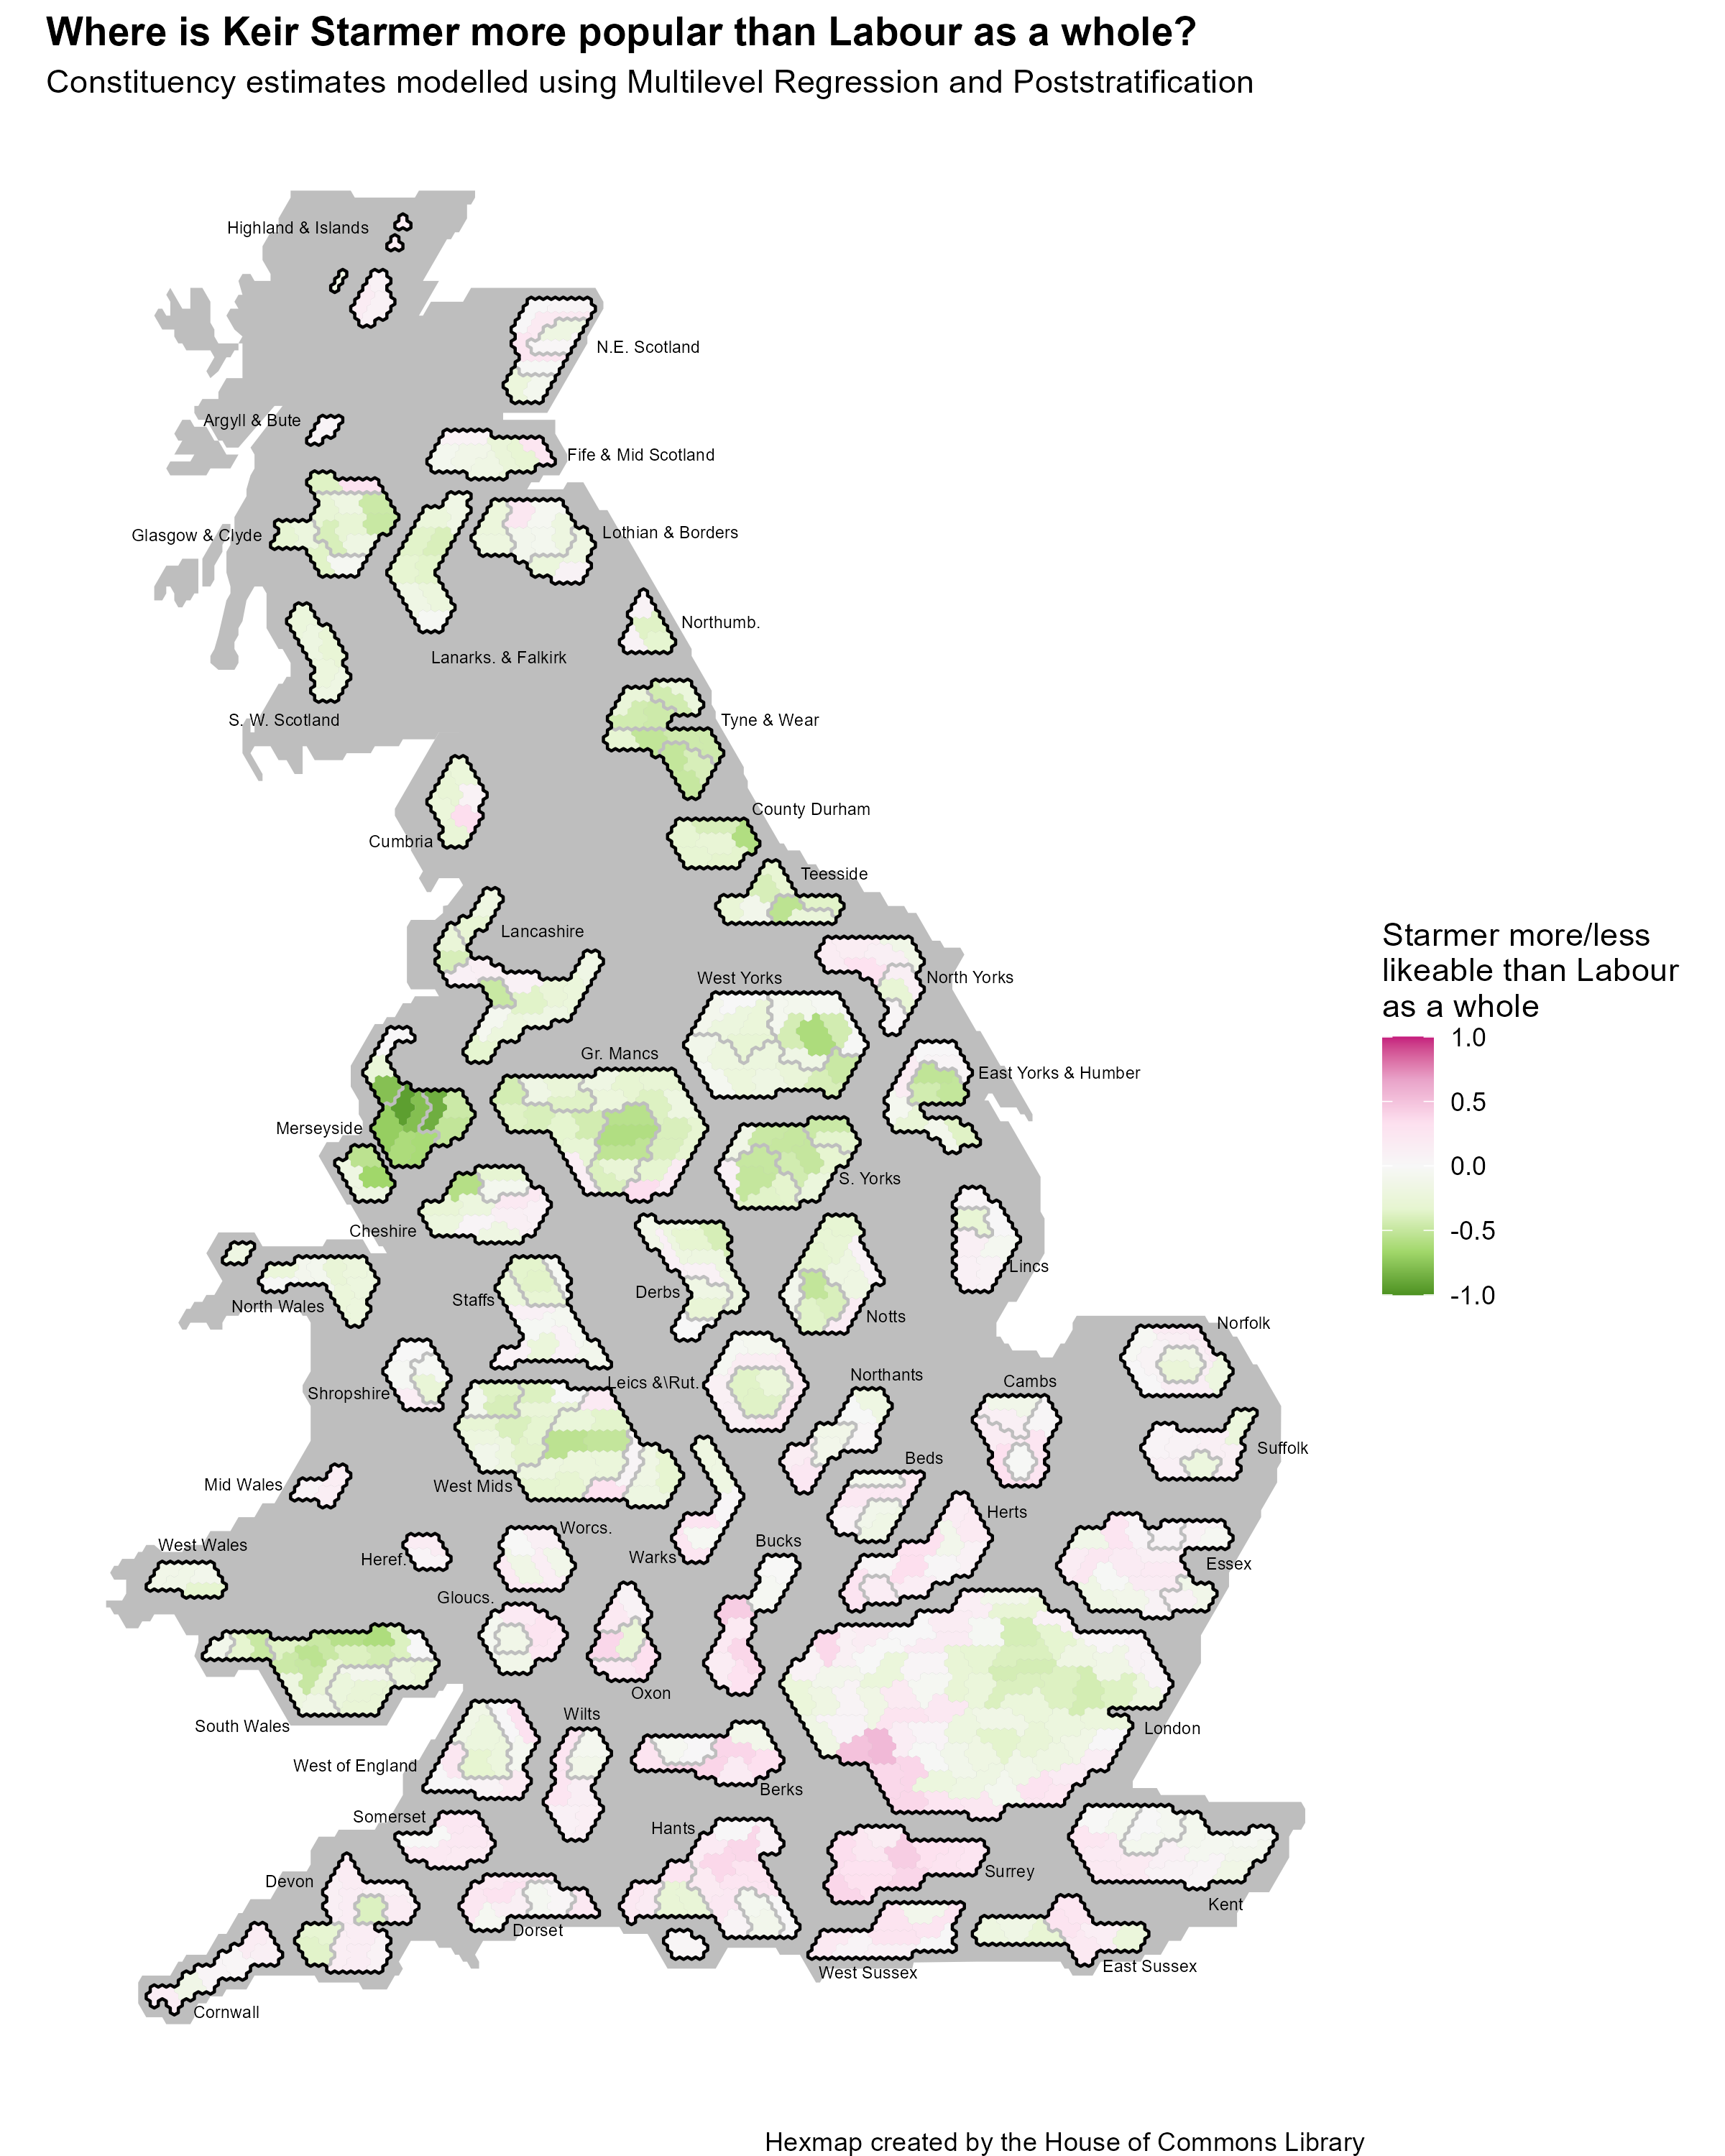 Where is Keir Starmer more popular than Labour as a whole?
Constituency estimates modelled using Multilevel Regression and Poststratification
Highland & Islands
N.E. Scotland
Argyll & Bute
Fife & Mid Scotland
Glasgow & Clyde
Lothian & Borders
Northumb.
Lanarks. & Falkirk
S. W. Scotland
Tyne & Wear
County Durham
Cumbria
Teesside
Lancashire
West Yorks
North Yorks
Gr. Mancs
East Yorks & Humber
Merseyside
S. Yorks
Cheshire
Lincs
Derbs
Staffs
North Wales
Notts
Norfolk
Leics &\Rut.
Northants
Cambs
Shropshire
Suffolk
Beds
Mid Wales
West Mids
Herts
Worcs.
Bucks
West Wales
Heref.
Warks
Essex
Gloucs.
Oxon
Wilts
South Wales
London
West of England
Berks
Somerset
Hants
Surrey
Devon
Kent
Dorset
East Sussex
West Sussex
Cornwall
Starmer more/less
likeable than Labour
as a whole
1.0
0.5
0.0
-0.5
-1.0
Hexmap created by the House of Commons Library